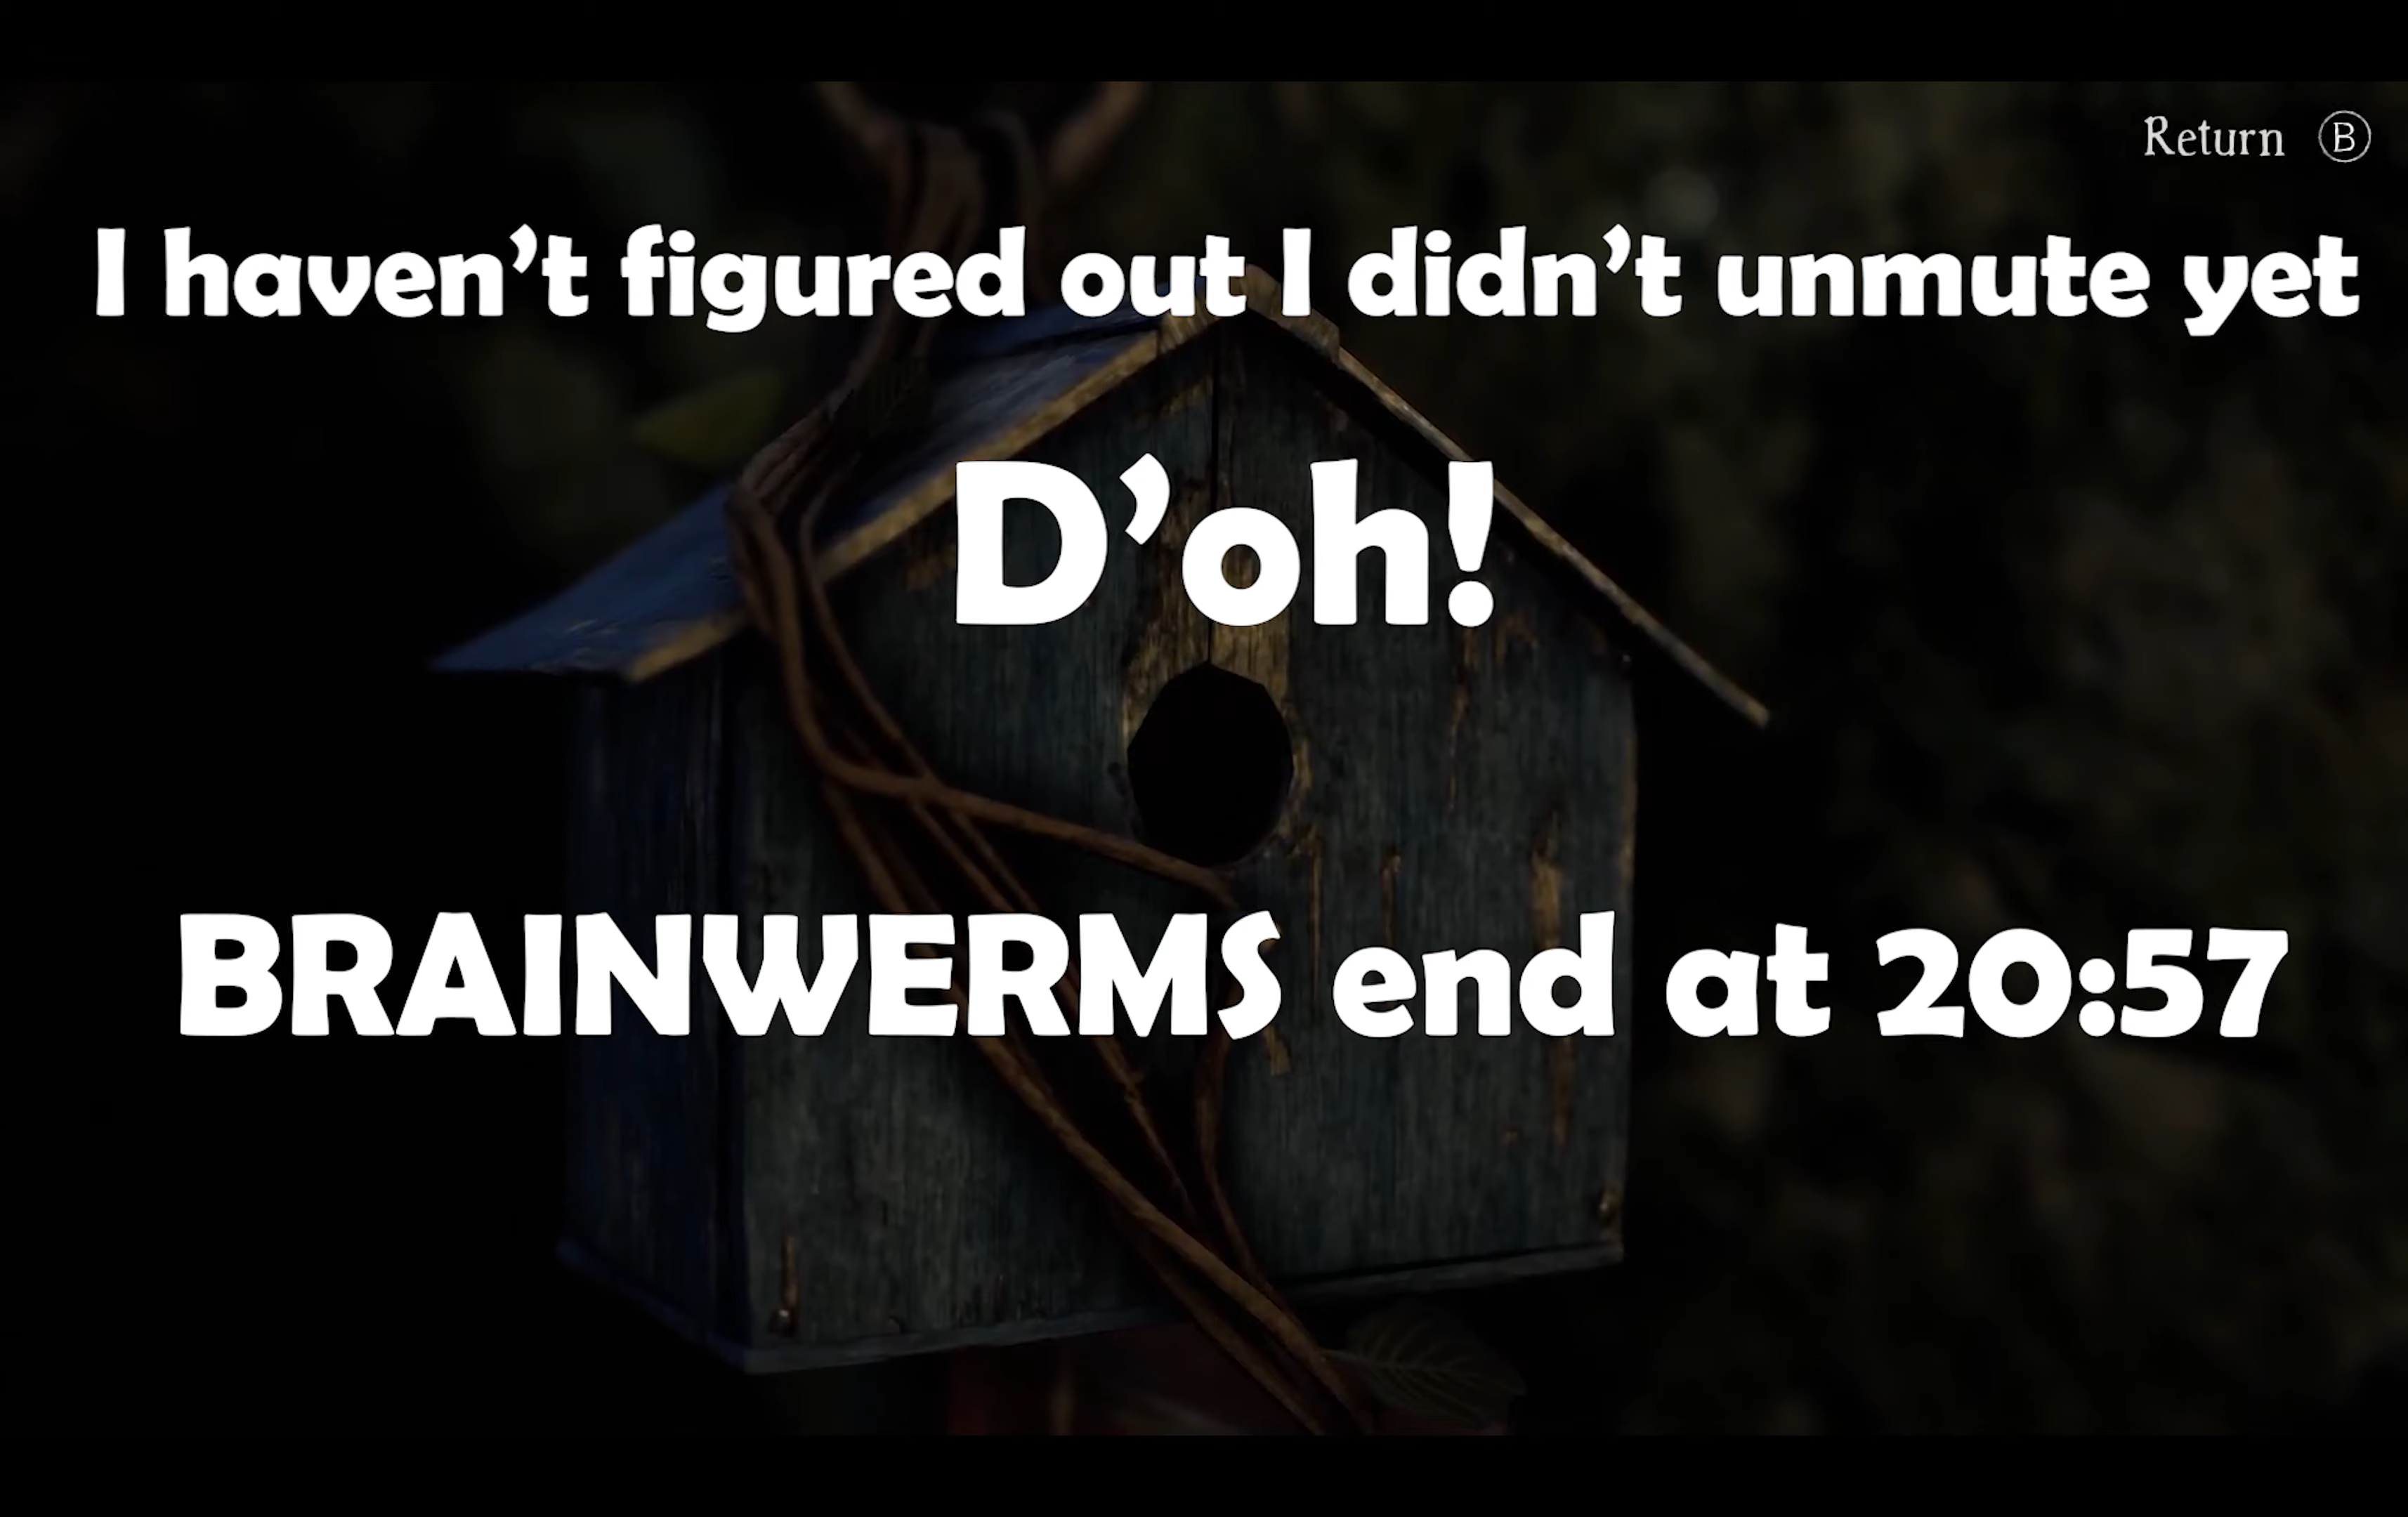 Return Ⓑ
I haven’t figured out I didn’t unmute yet
D’oh!
BRAINWERMS end at 20:57